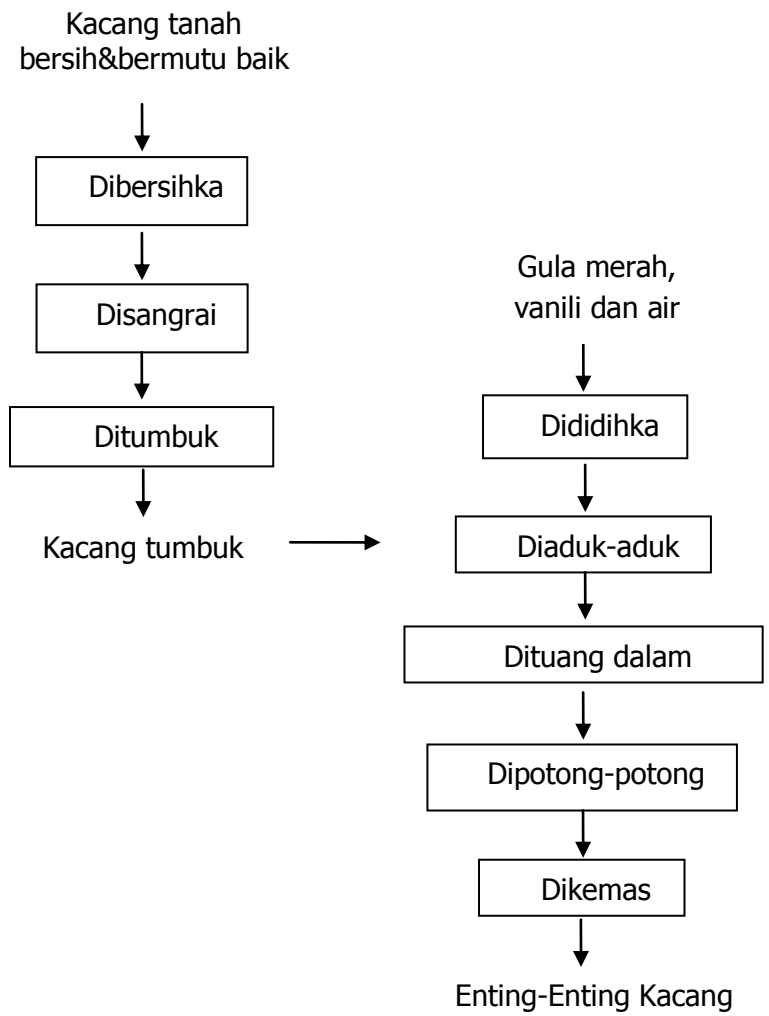 Kacang tanah
bersih&bermutu baik
Dibersihka
Disangrai
Ditumbuk
Kacang tumbuk
Gula merah,
vanili dan air
Dididihka
Diaduk-aduk
Dituang dalam
Dipotong-potong
Dikemas
Enting-Enting Kacang